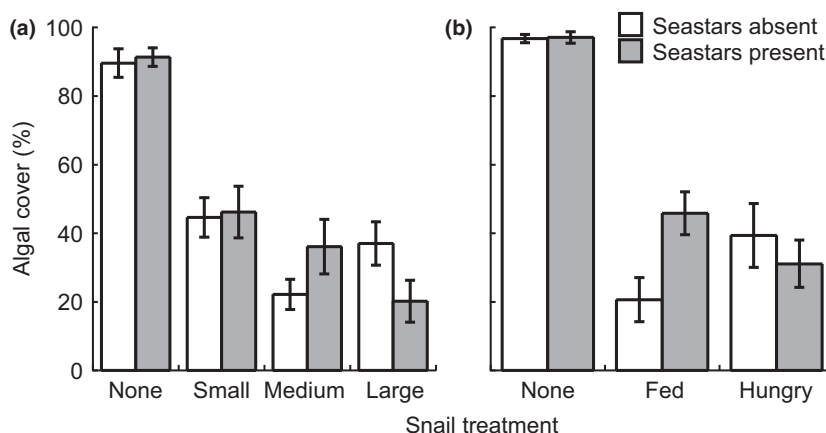 (a)
100
80
60
40
20
0
Algal cover (%)
None Small Medium Large
(b)
Seastars absent
Seastars present
None Fed Hungry
Snail treatment